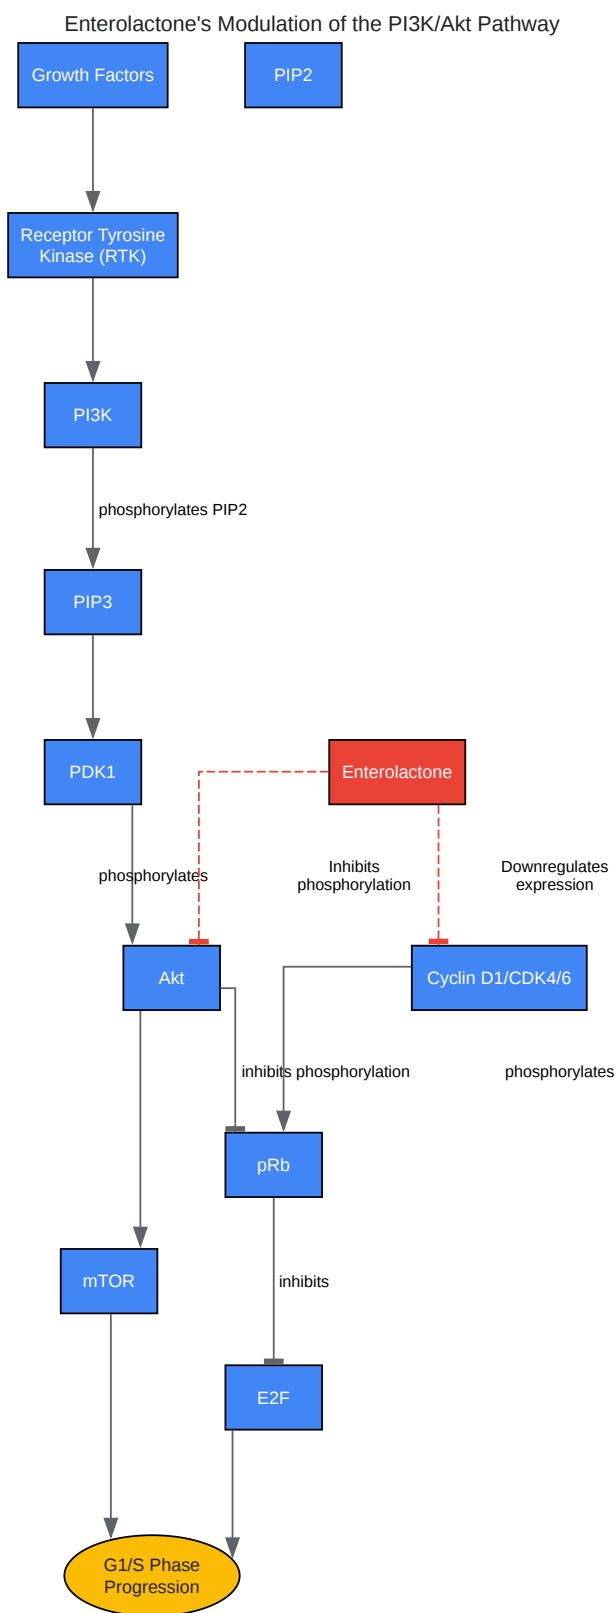 Enterolactone's Modulation of the PI3K/Akt Pathway
Growth Factors
PIP2
Receptor Tyrosine
Kinase (RTK)
PI3K
phosphorylates PIP2
PIP3
PDK1
Enterolactone
phosphorylates
Inhibits
phosphorylation
Downregulates
expression
Akt
Cyclin D1/CDK4/6
inhibits phosphorylation
phosphorylates
pRb
mTOR
inhibits
E2F
G1/S Phase
Progression